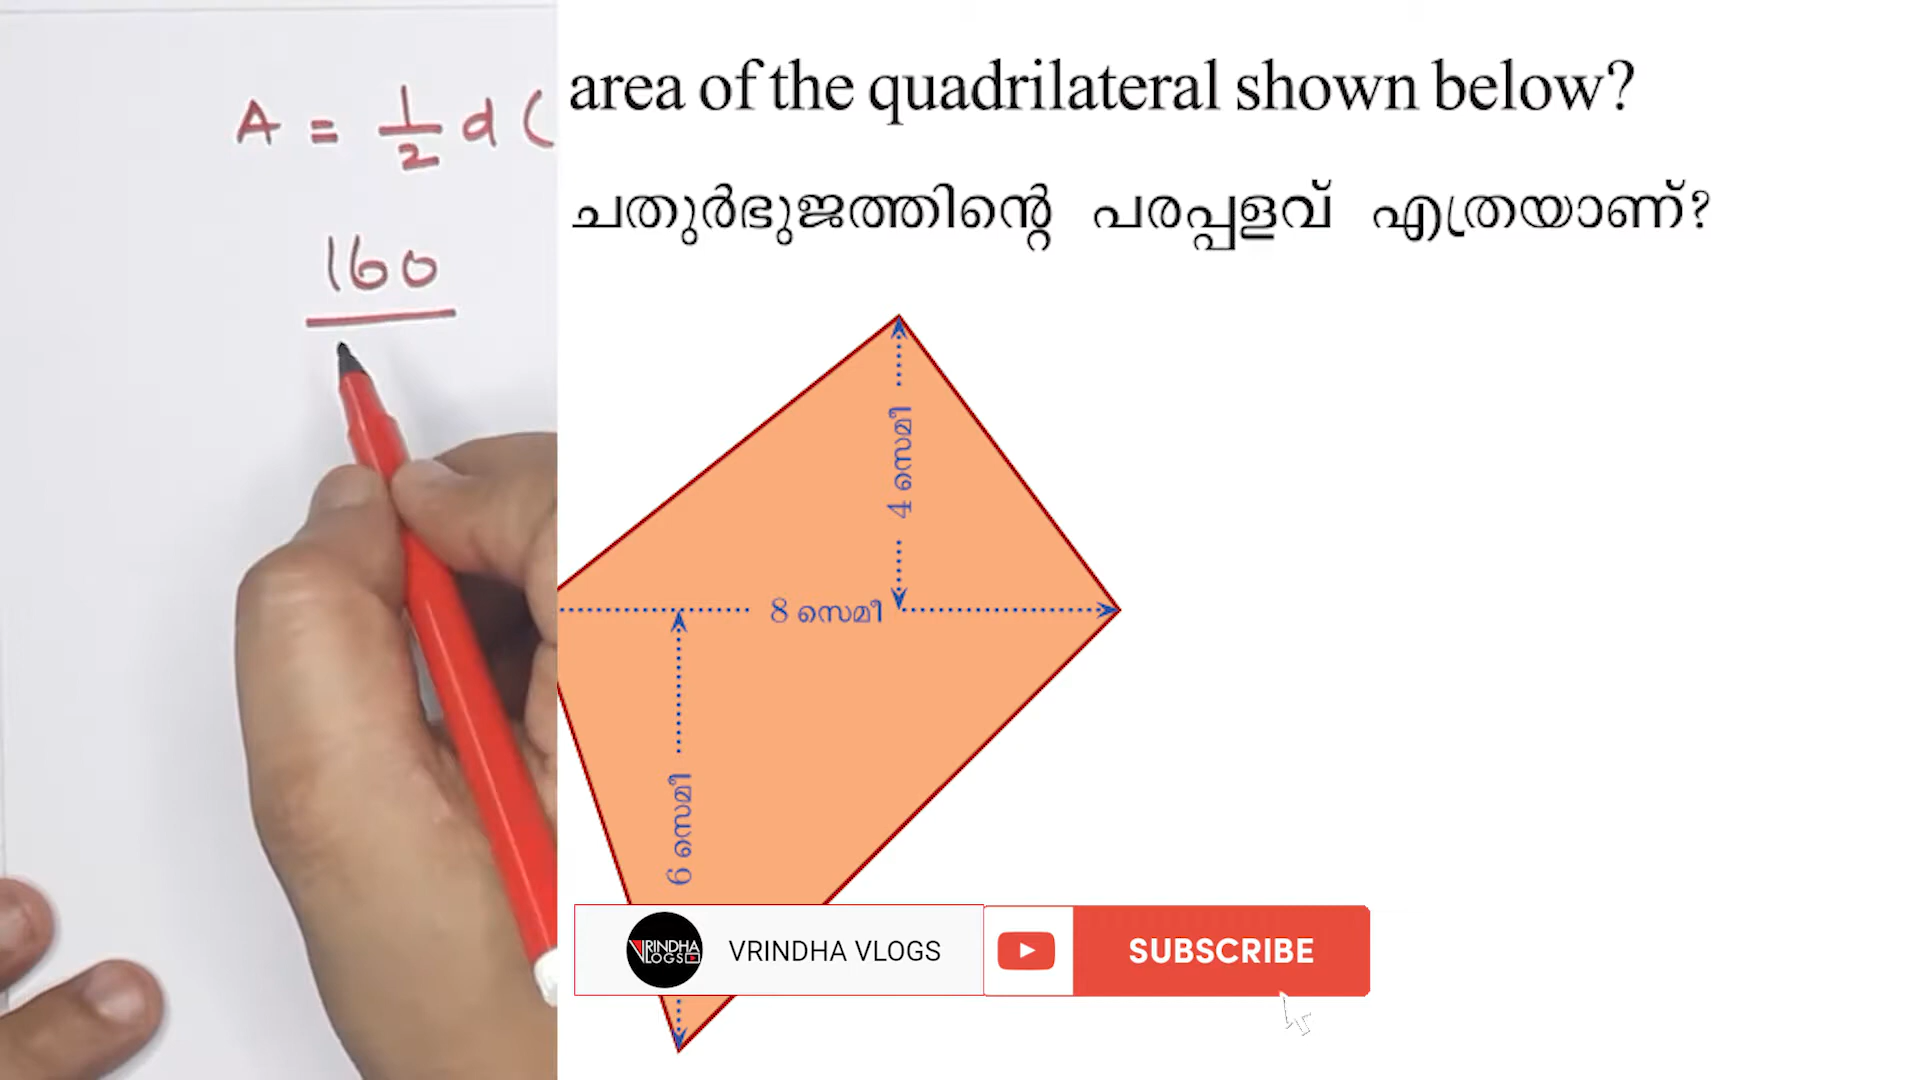 A = 1/2 d (
160
area of the quadrilateral shown below?
ചതുർഭുജത്തിന്റെ പരപ്പളവ് എത്രയാണ്?
4 സെമീ
8 സെമീ
6 സെമീ
VRINDHA VLOGS
VRINDHA VLOGS
SUBSCRIBE